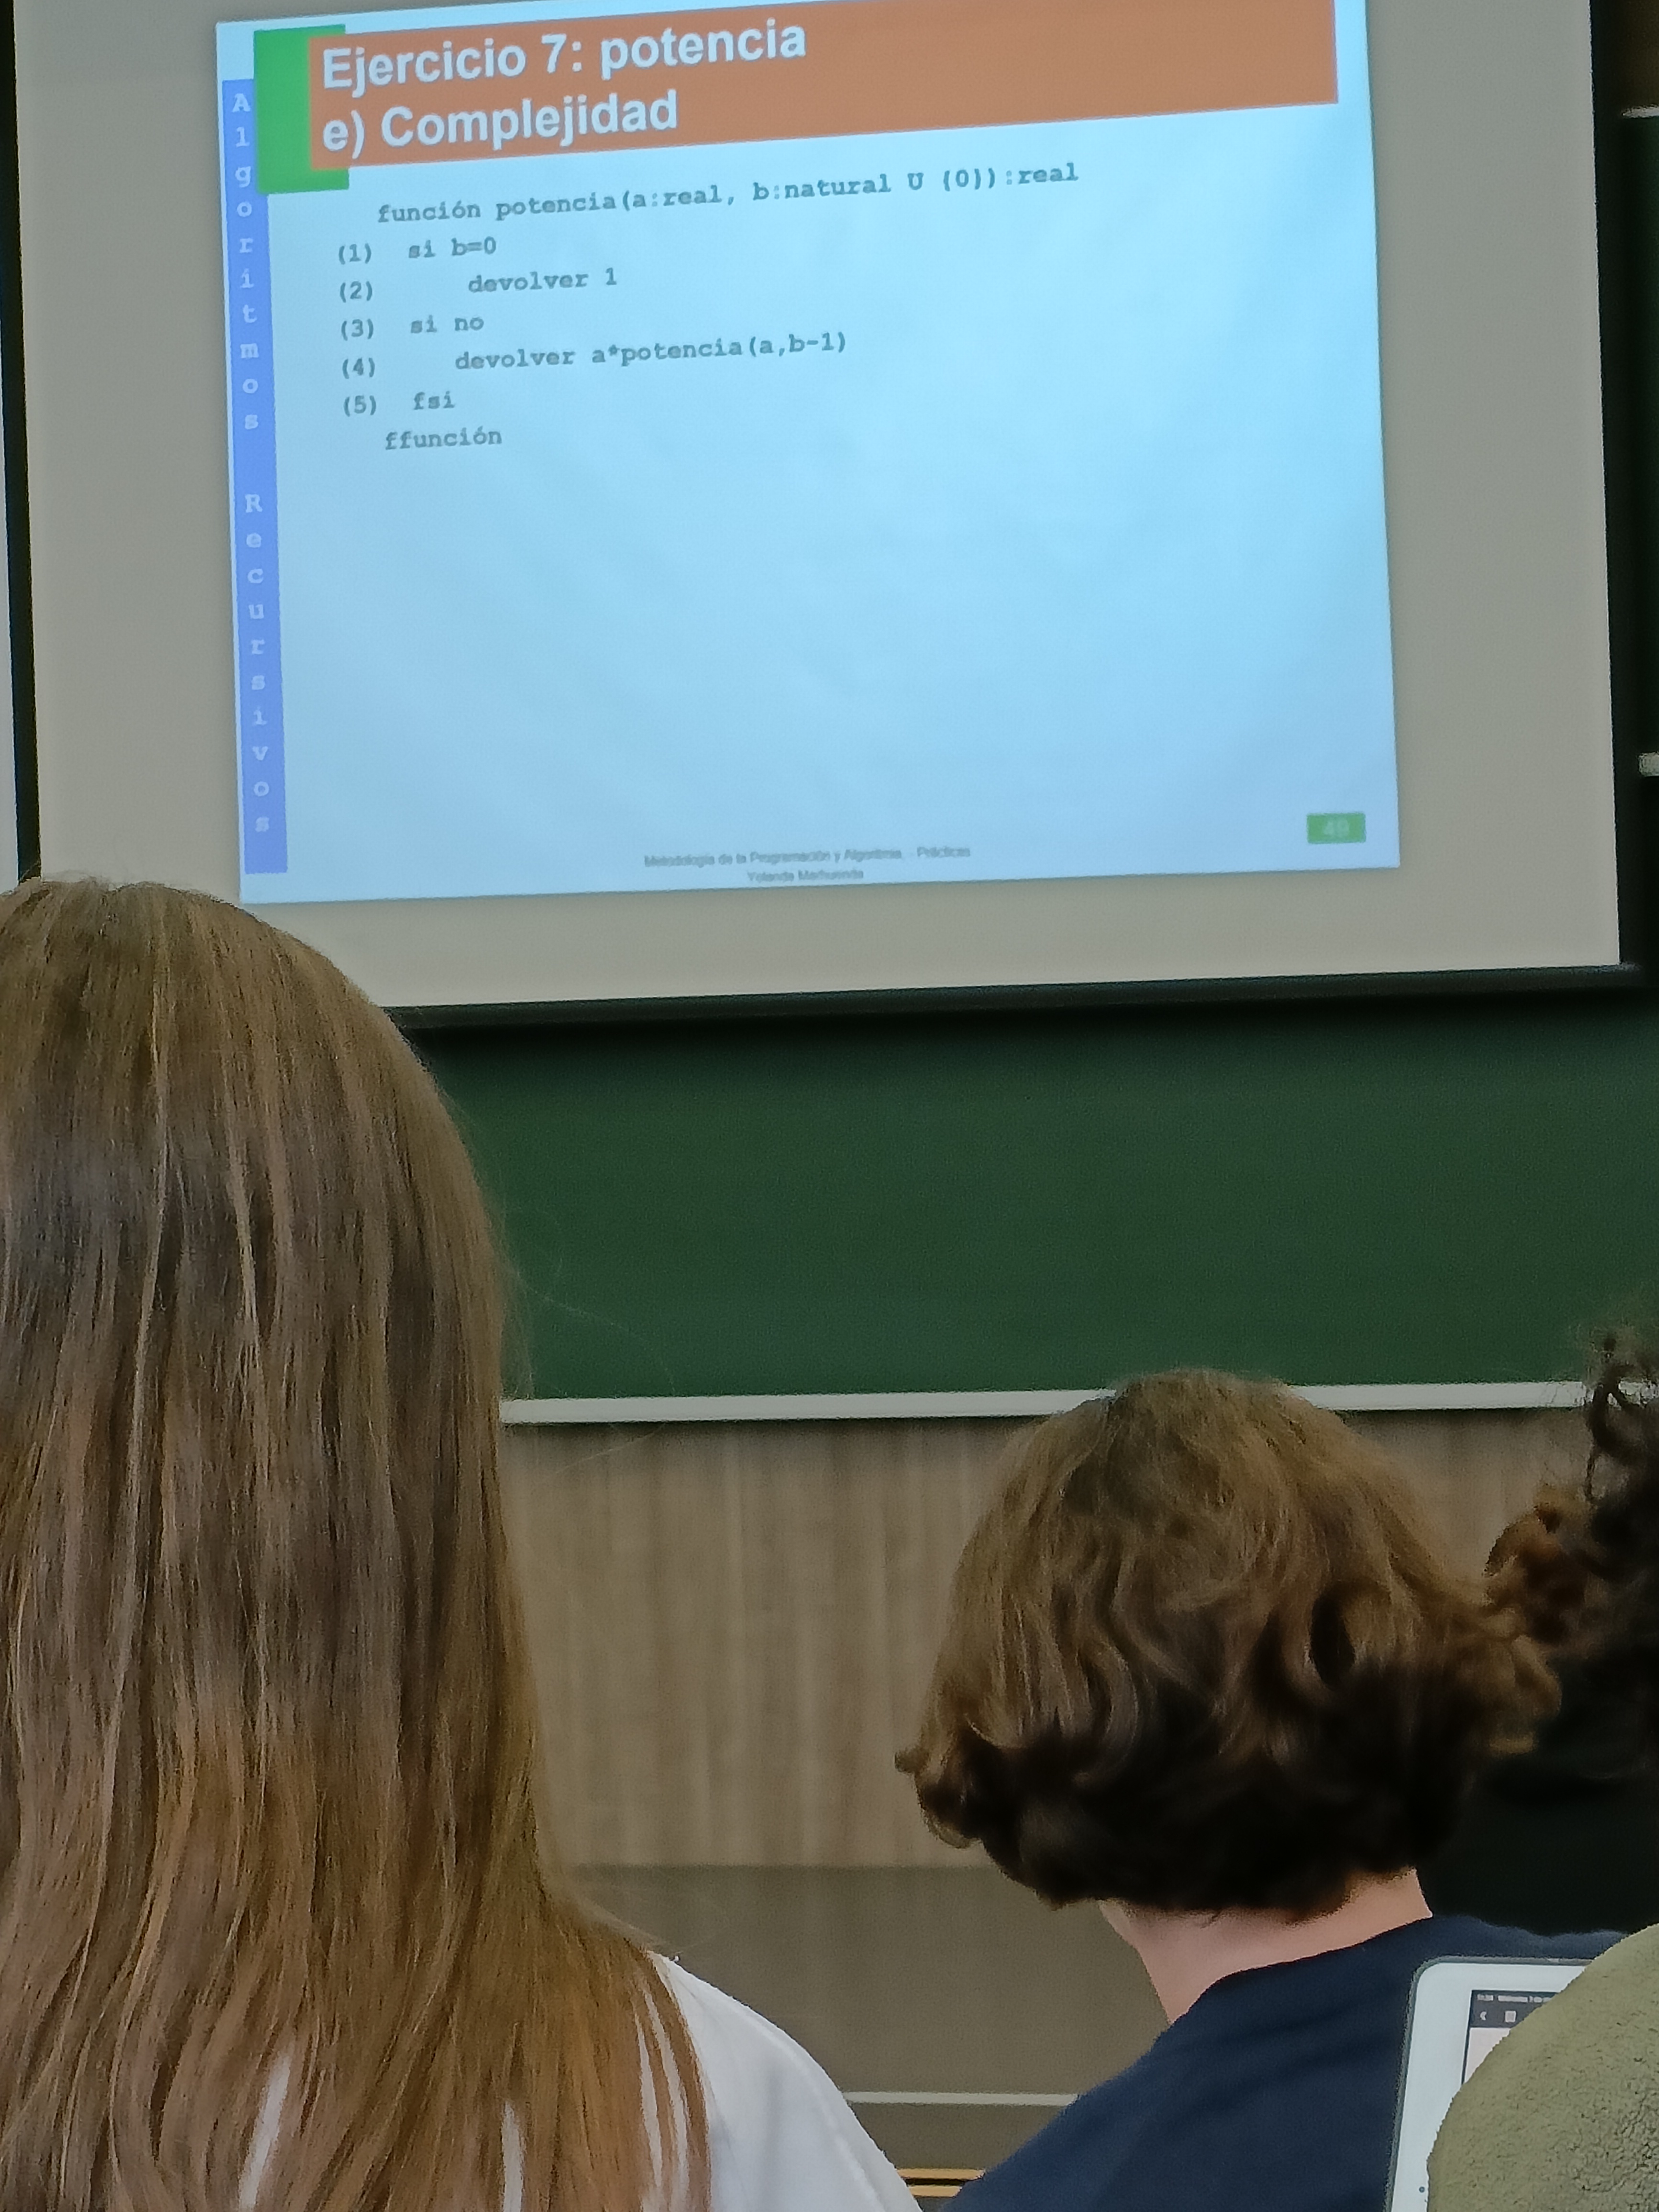 Ejercicio 7: potencia
e) Complejidad
Algoritmos Recursivos
función potencia(a:real, b:natural U {0}):real
(1) si b=0
(2) devolver 1
(3) si no
(4) devolver a*potencia(a,b-1)
(5) fsi
ffunción
49
Metodología de la Programación y Algoritmia. Prácticas
Yolanda Marhuenda